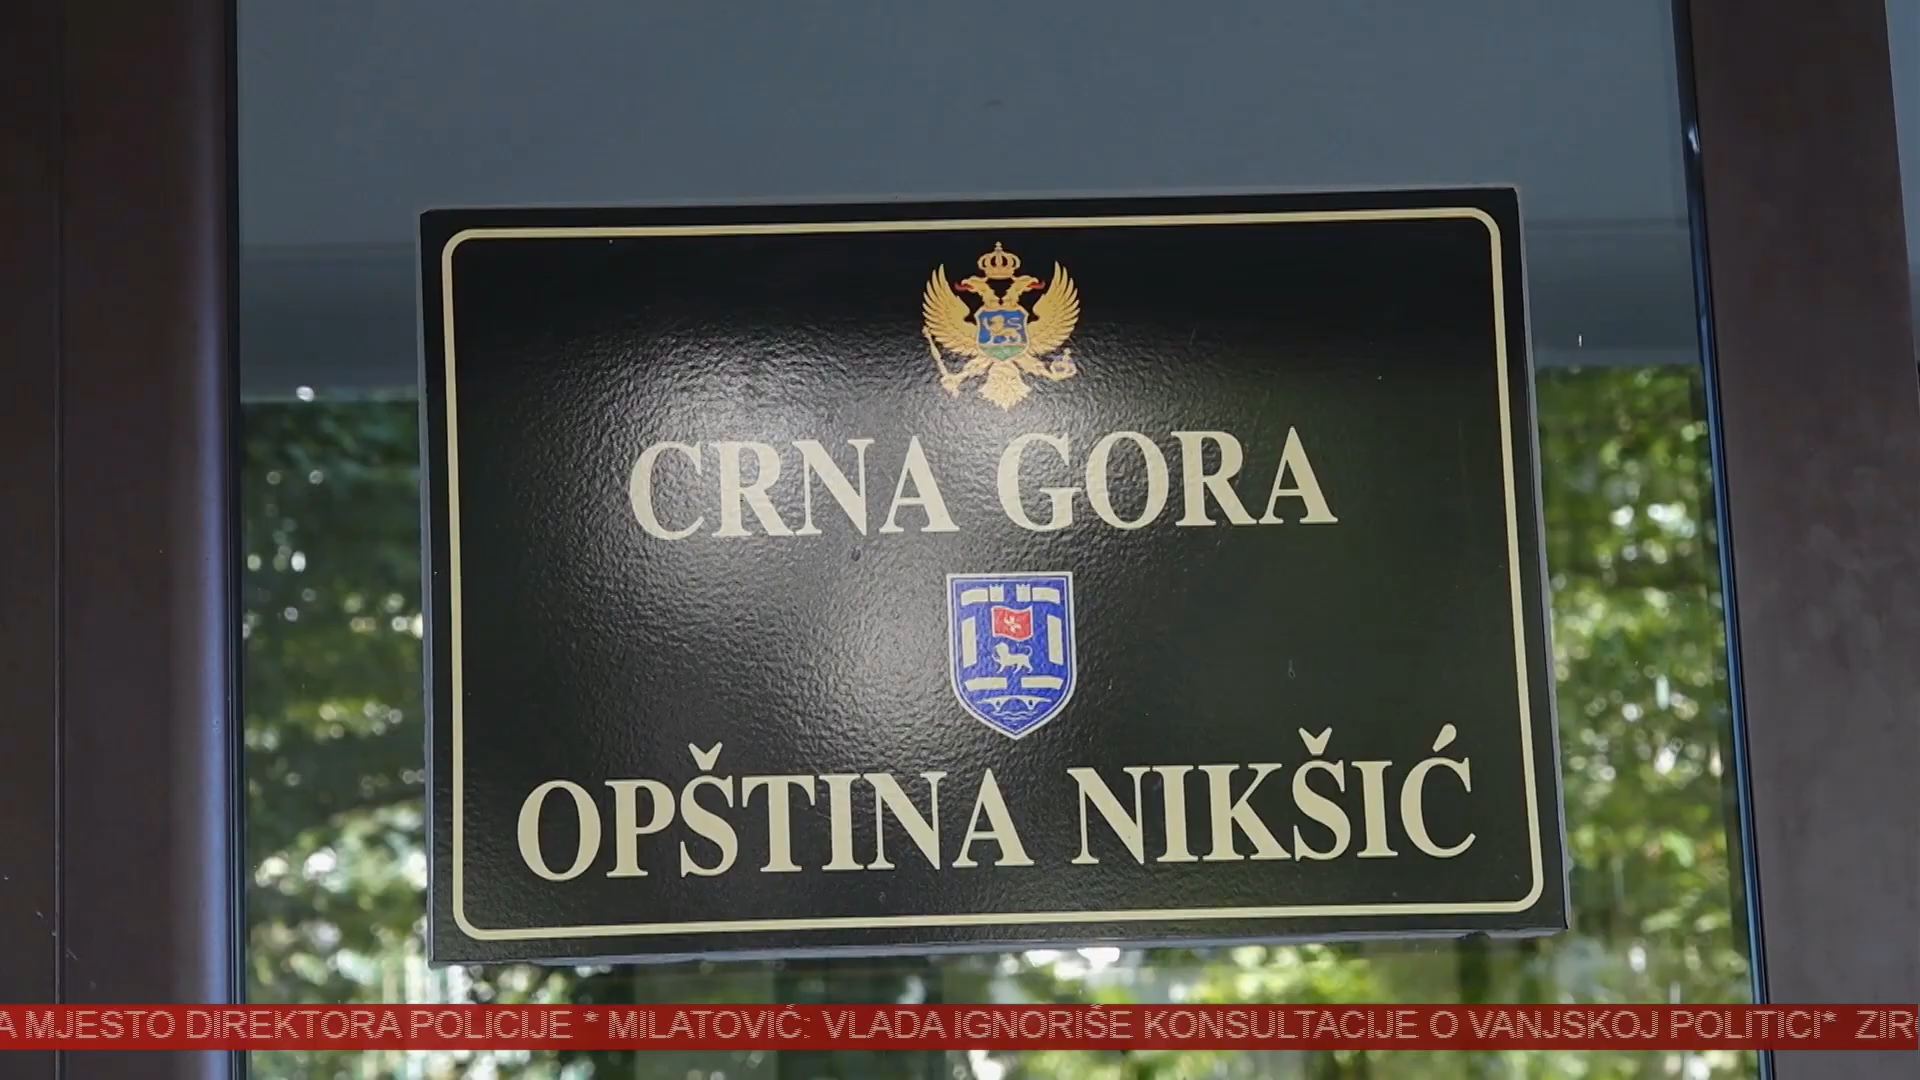 CRNA GORA
OPŠTINA NIKŠIĆ
A MJESTO DIREKTORA POLICIJE * MILATOVIĆ: VLADA IGNORIŠE KONSULTACIJE O VANJSKOJ POLITICI*